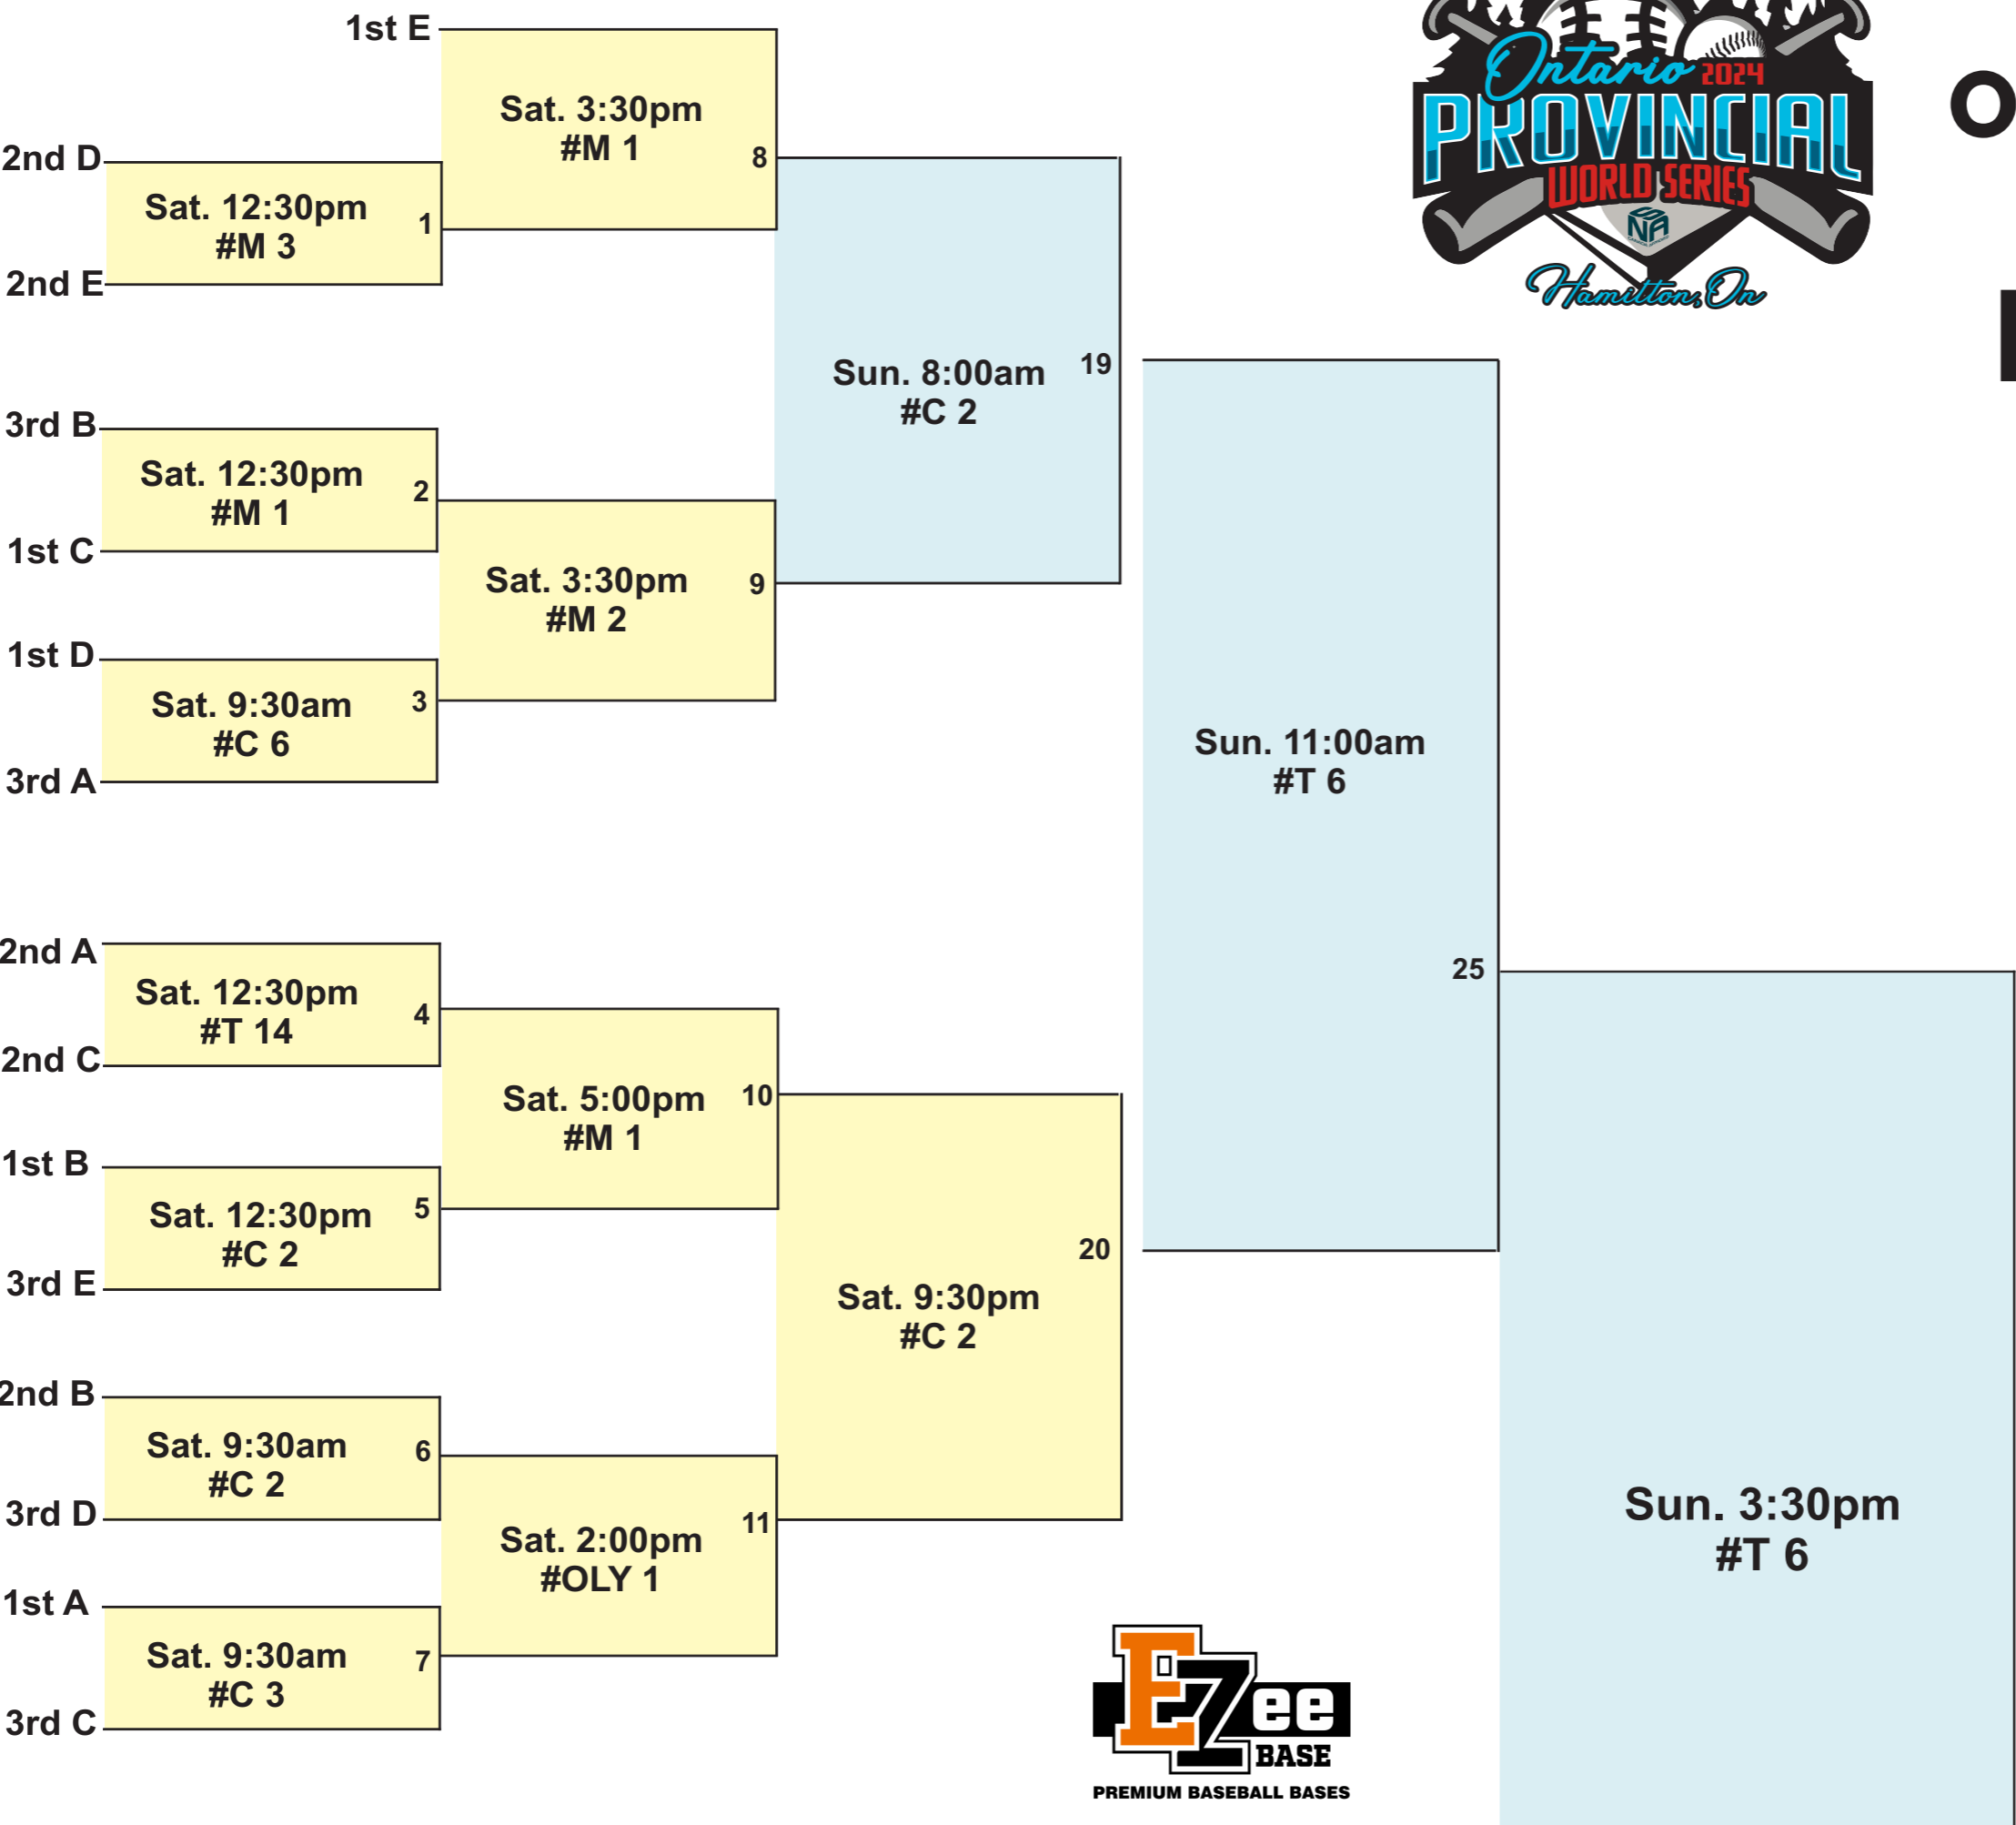 1st E
Sat. 3:30pm
#M 1
8
2nd D
Sat. 12:30pm
#M 3
1
2nd E
3rd B
Sat. 12:30pm
#M 1
2
1st C
Sat. 3:30pm
#M 2
9
1st D
Sat. 9:30am
#C 6
3
3rd A
Sun. 8:00am
#C 2
19
2nd A
Sat. 12:30pm
#T 14
4
2nd C
Sat. 5:00pm
#M 1
10
1st B
Sat. 12:30pm
#C 2
5
3rd E
2nd B
Sat. 9:30am
#C 2
6
3rd D
Sat. 2:00pm
#OLY 1
11
1st A
Sat. 9:30am
#C 3
7
3rd C
Sat. 9:30pm
#C 2
20
Sun. 11:00am
#T 6
25
Sun. 3:30pm
#T 6
Ontario 2024
PROVINCIAL
WORLD SERIES
SNA
Hamilton, On
EZee
BASE
PREMIUM BASEBALL BASES